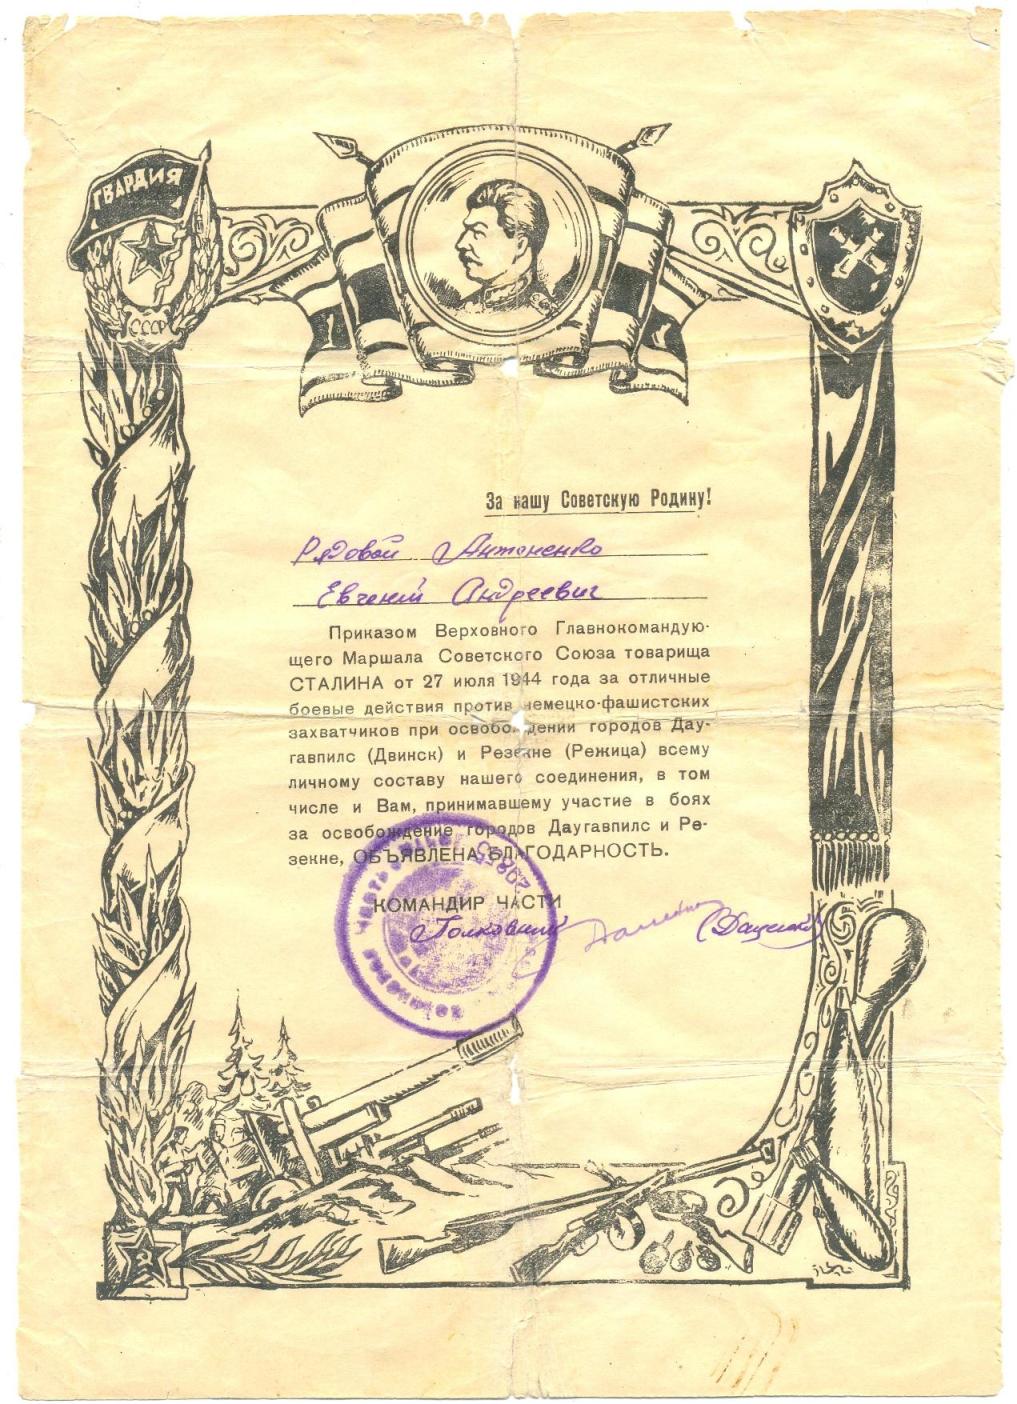 ГВАРДИЯ
СССР
За нашу Советскую Родину!
Рядовой Антоненко
Евгений Андреевич
Приказом Верховного Главнокомандую-
щего Маршала Советского Союза товарища
СТАЛИНА от 27 июля 1944 года за отличные
боевые действия против немецко-фашистских
захватчиков при освобождении городов Дау-
гавпилс (Двинск) и Резекне (Режица) всему
личному составу нашего соединения, в том
числе и Вам, принимавшему участие в боях
за освобождение городов Даугавпилс и Ре-
зекне, ОБЪЯВЛЕНА БЛАГОДАРНОСТЬ.
КОМАНДИР ЧАСТИ
Полковник
часть